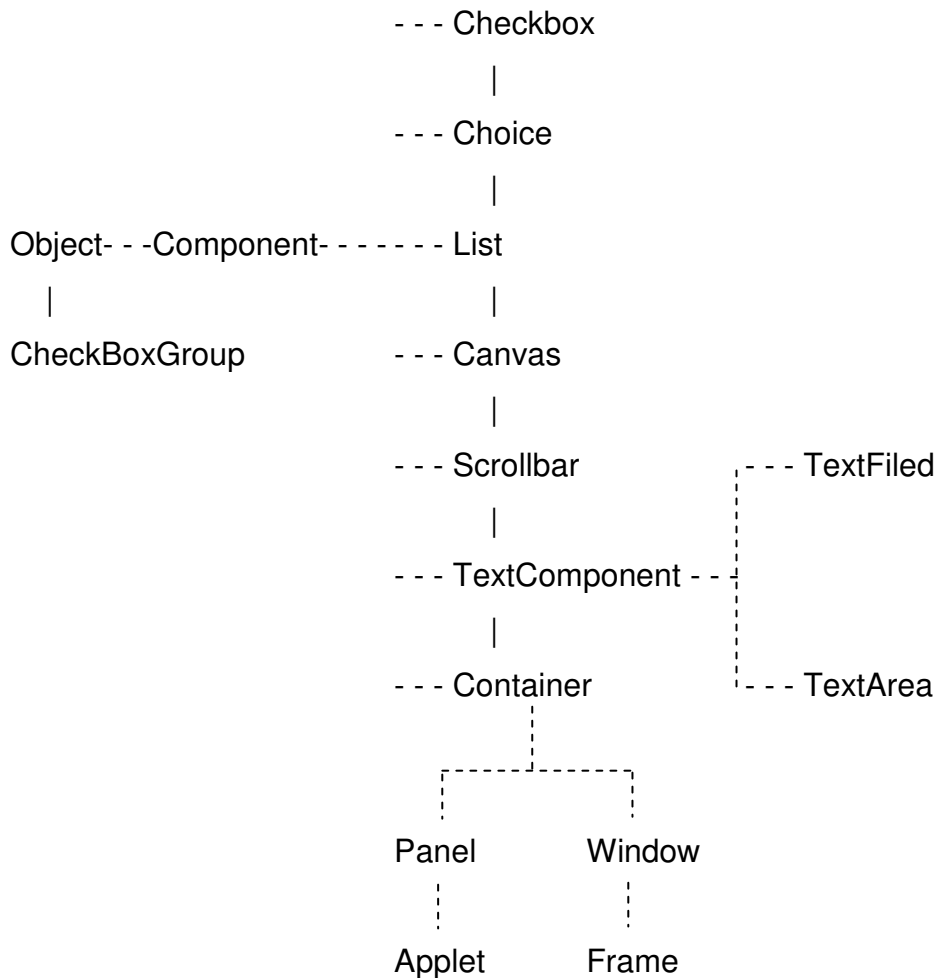 - - - Checkbox
|
- - - Choice
|
Object- - -Component- - - - - - - List
| |
CheckBoxGroup - - - Canvas
|
- - - Scrollbar - - - TextFiled
|
- - - TextComponent - - -
|
- - - Container - - - TextArea
Panel Window
Applet Frame